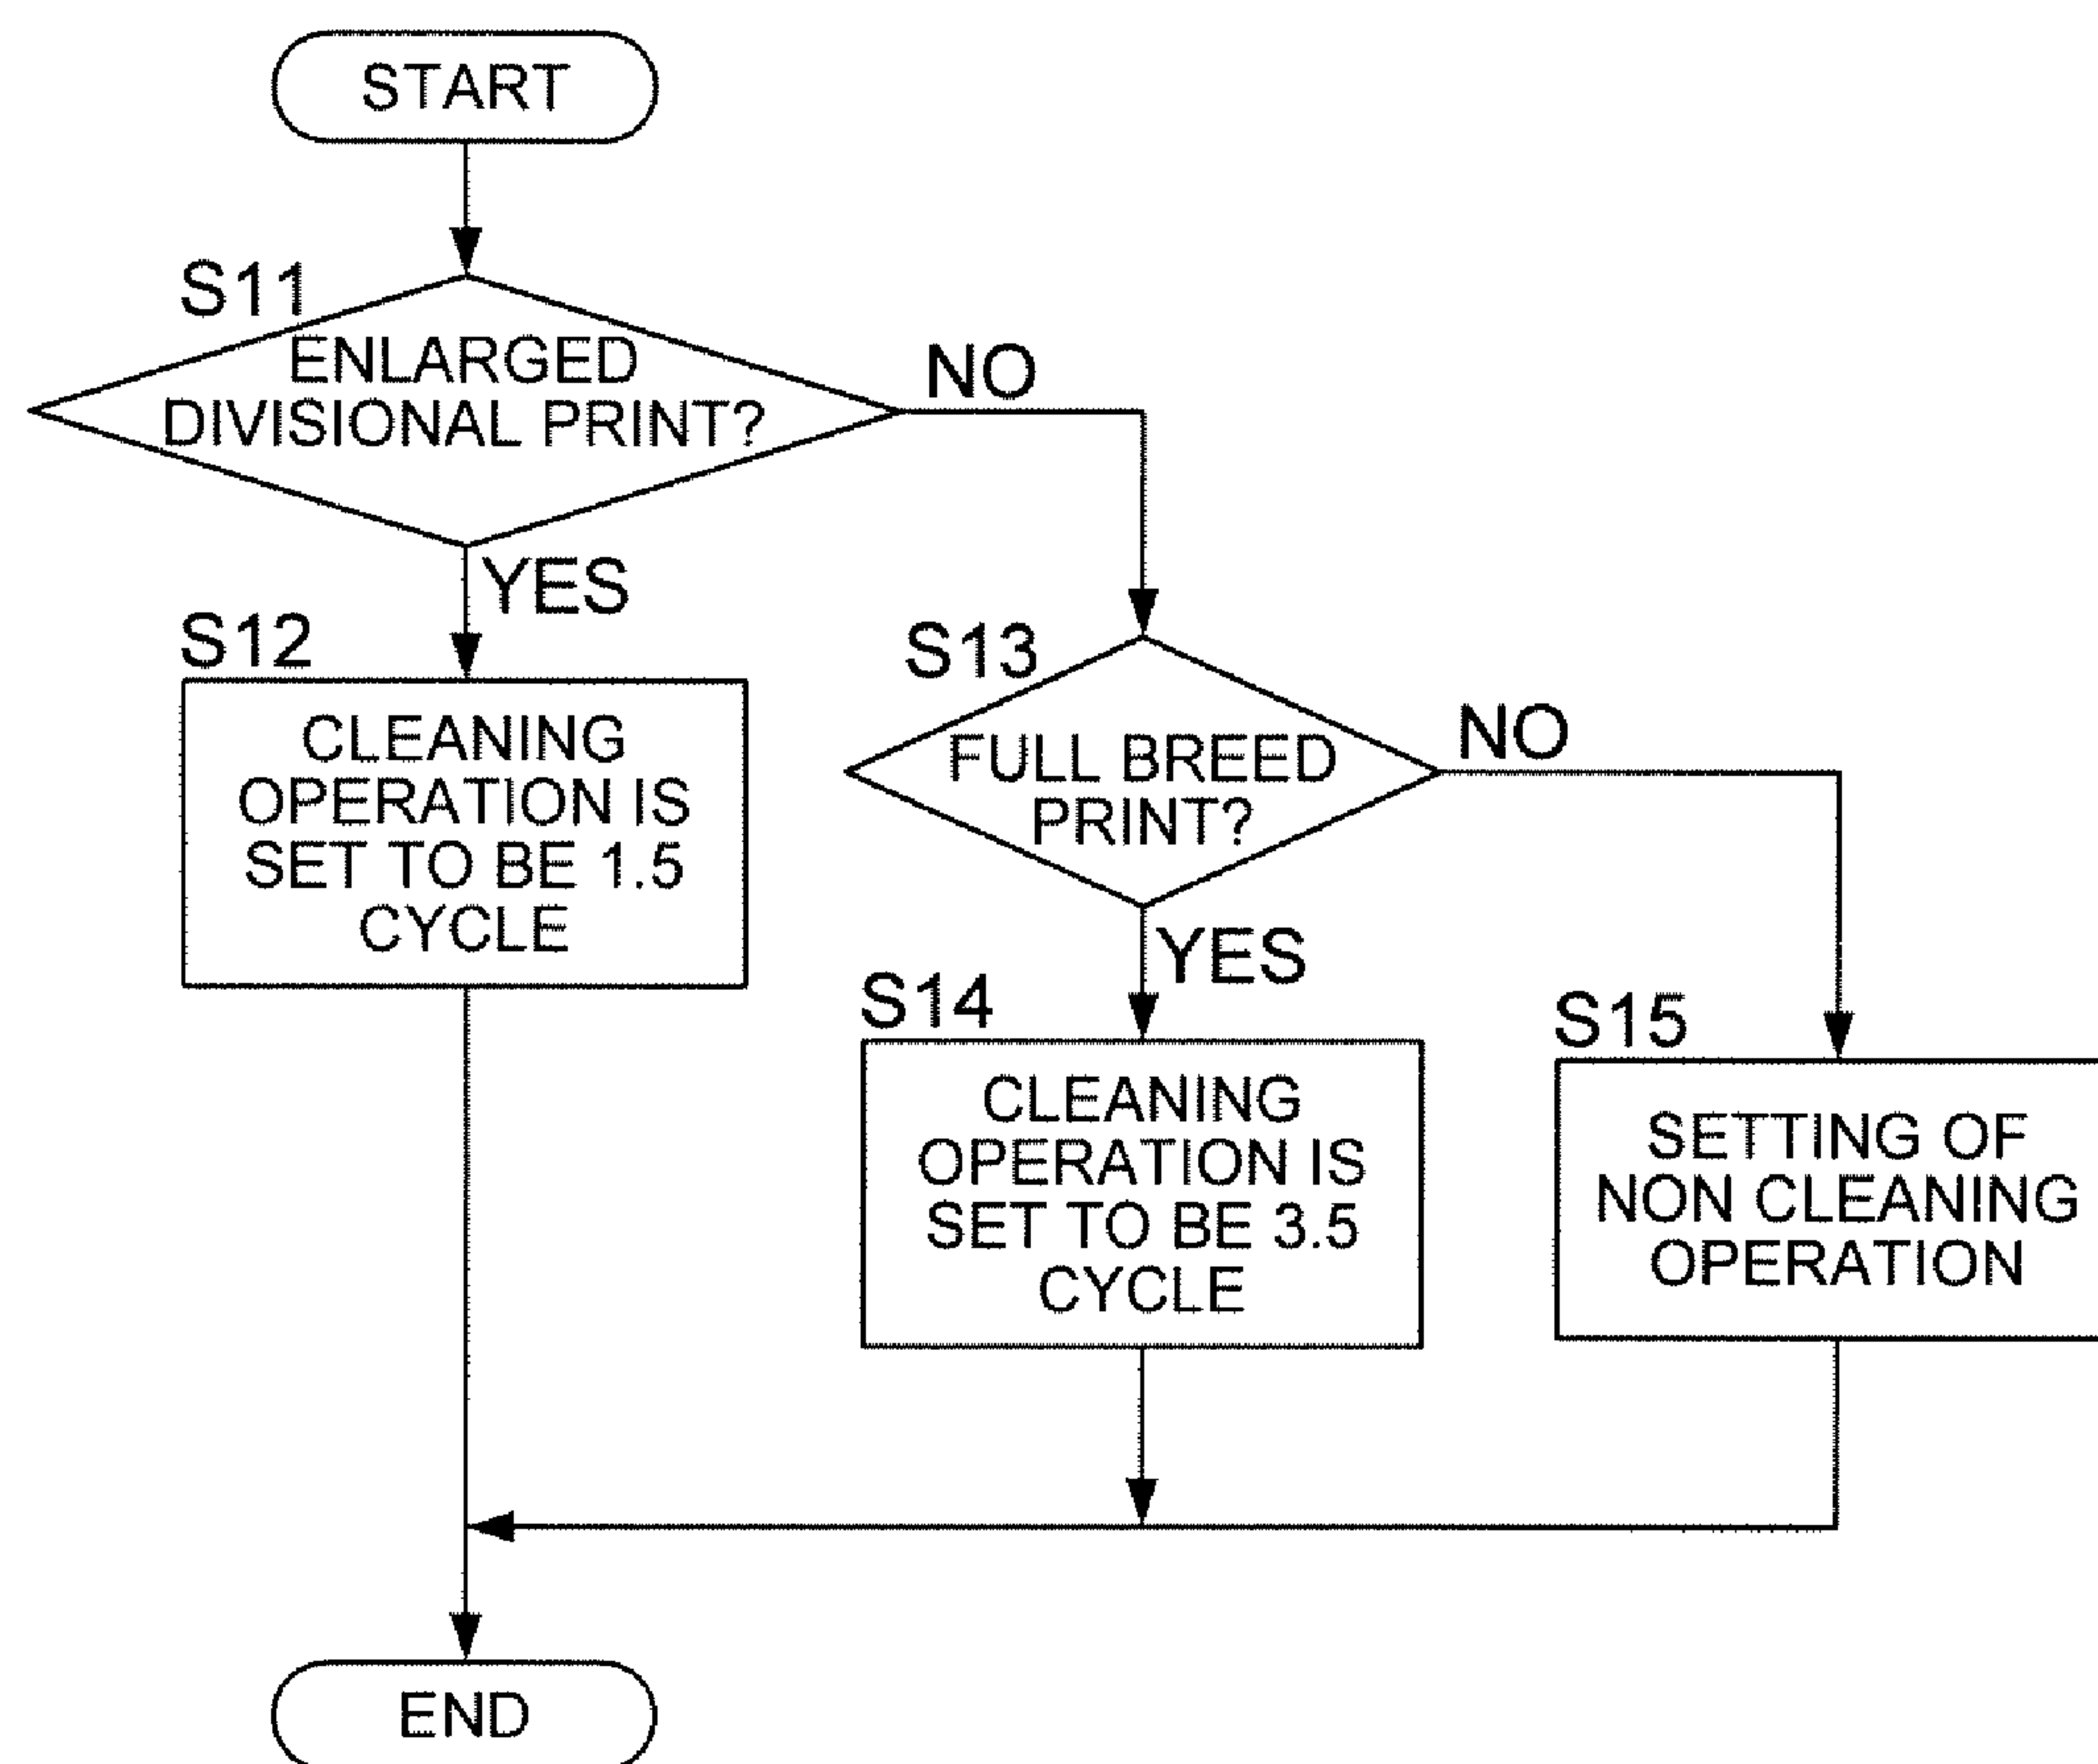 START
S11
ENLARGED
DIVISIONAL PRINT?
NO
YES
S12
CLEANING
OPERATION IS
SET TO BE 1.5
CYCLE
S13
FULL BREED
PRINT?
NO
YES
S14
CLEANING
OPERATION IS
SET TO BE 3.5
CYCLE
S15
SETTING OF
NON CLEANING
OPERATION
END